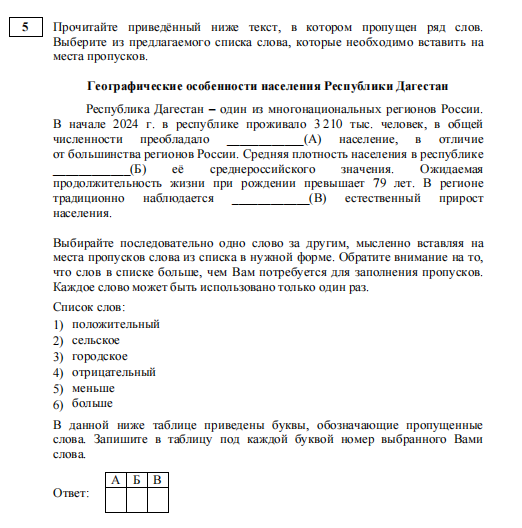 5 Прочитайте приведённый ниже текст, в котором пропущен ряд слов.
Выберите из предлагаемого списка слова, которые необходимо вставить на
места пропусков.
Географические особенности населения Республики Дагестан
Республика Дагестан – один из многонациональных регионов России.
В начале 2024 г. в республике проживало 3 210 тыс. человек, в общей
численности преобладало ____________(А) население, в отличие
от большинства регионов России. Средняя плотность населения в республике
____________(Б) её среднероссийского значения. Ожидаемая
продолжительность жизни при рождении превышает 79 лет. В регионе
традиционно наблюдается ____________(В) естественный прирост
населения.
Выбирайте последовательно одно слово за другим, мысленно вставляя на
места пропусков слова из списка в нужной форме. Обратите внимание на то,
что слов в списке больше, чем Вам потребуется для заполнения пропусков.
Каждое слово может быть использовано только один раз.
Список слов:
1) положительный
2) сельское
3) городское
4) отрицательный
5) меньше
6) больше
В данной ниже таблице приведены буквы, обозначающие пропущенные
слова. Запишите в таблицу под каждой буквой номер выбранного Вами
слова.
А Б В
Ответ: